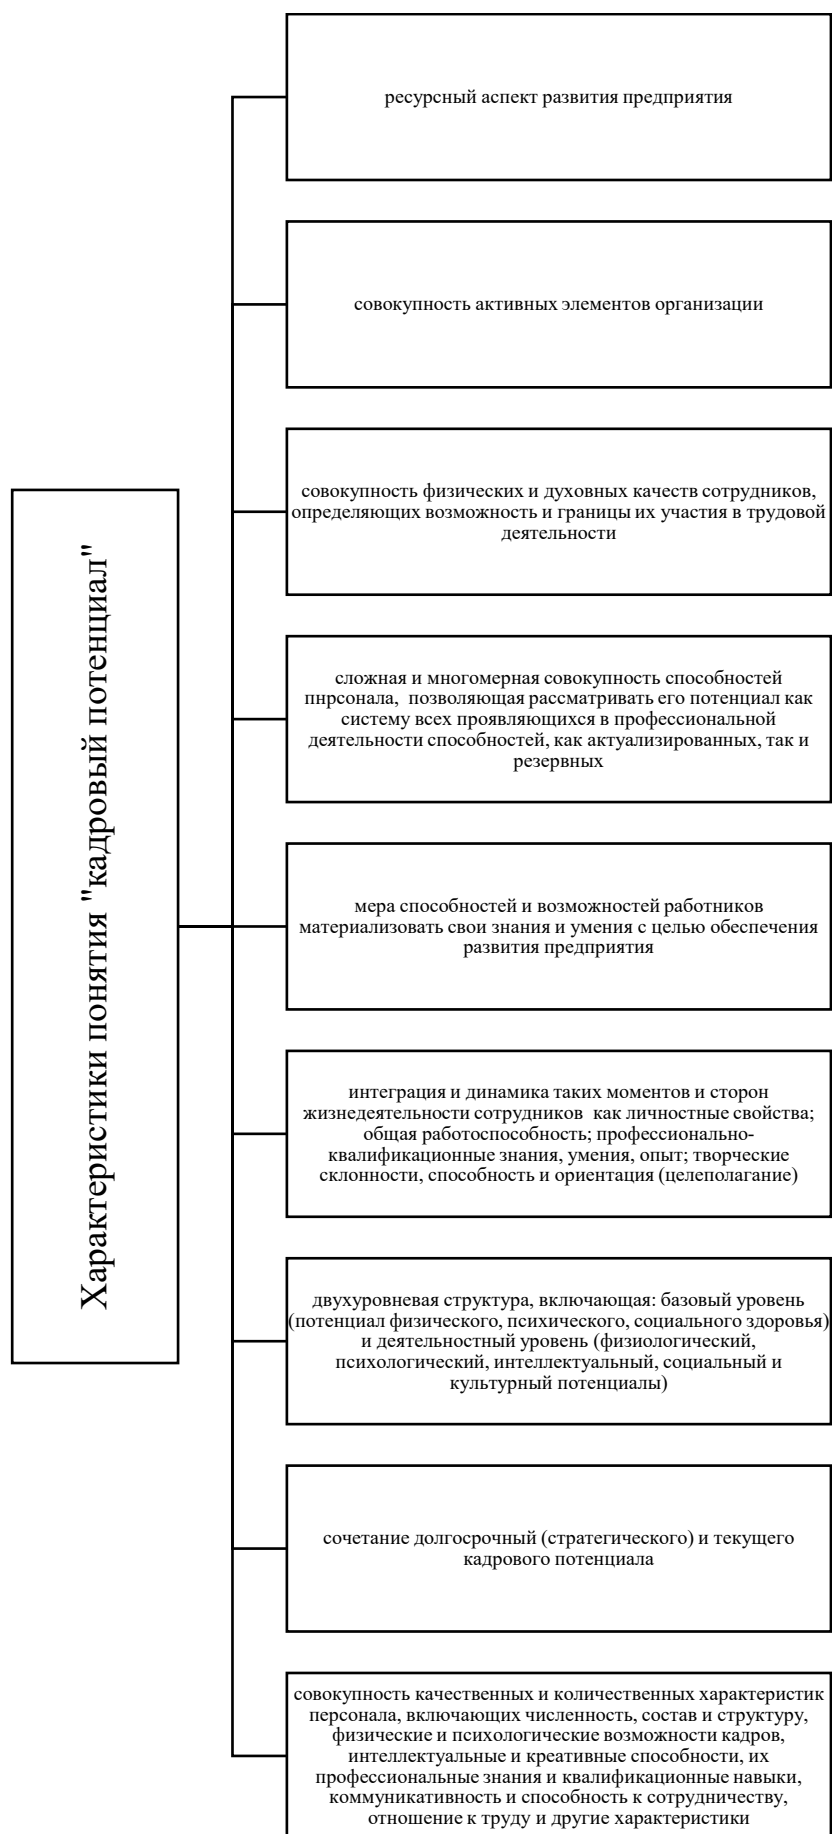 Характеристики понятия "кадровый потенциал"
ресурсный аспект развития предприятия
совокупность активных элементов организации
совокупность физических и духовных качеств сотрудников,
определяющих возможность и границы их участия в трудовой
деятельности
сложная и многомерная совокупность способностей
пнрсонала, позволяющая рассматривать его потенциал как
систему всех проявляющихся в профессиональной
деятельности способностей, как актуализированных, так и
резервных
мера способностей и возможностей работников
материализовать свои знания и умения с целью обеспечения
развития предприятия
интеграция и динамика таких моментов и сторон
жизнедеятельности сотрудников как личностные свойства;
общая работоспособность; профессионально-
квалификационные знания, умения, опыт; творческие
склонности, способность и ориентация (целеполагание)
двухуровневая структура, включающая: базовый уровень
(потенциал физического, психического, социального здоровья)
и деятельностный уровень (физиологический,
психологический, интеллектуальный, социальный и
культурный потенциалы)
сочетание долгосрочный (стратегического) и текущего
кадрового потенциала
совокупность качественных и количественных характеристик
персонала, включающих численность, состав и структуру,
физические и психологические возможности кадров,
интеллектуальные и креативные способности, их
профессиональные знания и квалификационные навыки,
коммуникативность и способность к сотрудничеству,
отношение к труду и другие характеристики